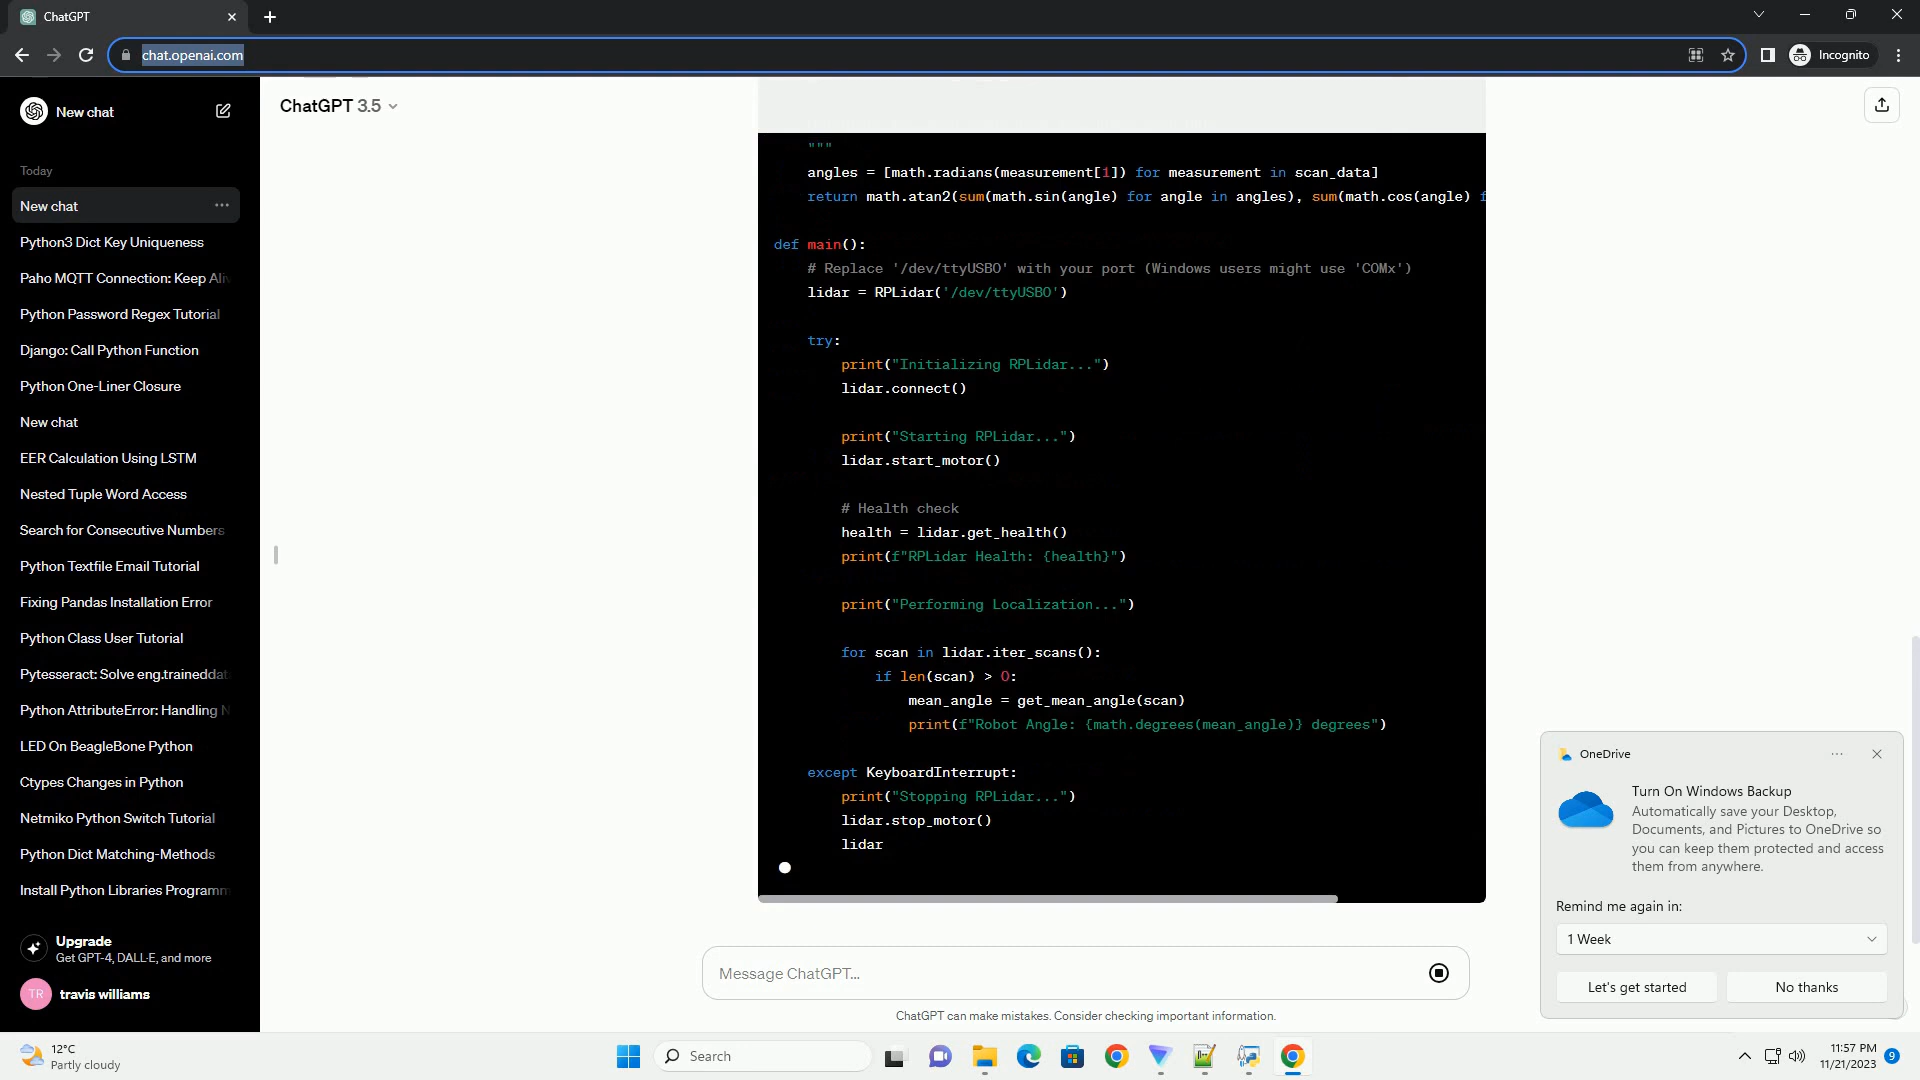 ChatGPT
chat.openai.com
Incognito
New chat
ChatGPT 3.5
Today
New chat
Python3 Dict Key Uniqueness
Paho MQTT Connection: Keep Aliv
Python Password Regex Tutorial
Django: Call Python Function
Python One-Liner Closure
New chat
EER Calculation Using LSTM
Nested Tuple Word Access
Search for Consecutive Numbers
Python Textfile Email Tutorial
Fixing Pandas Installation Error
Python Class User Tutorial
Pytesseract: Solve eng.traineddat
Python AttributeError: Handling N
LED On BeagleBone Python
Ctypes Changes in Python
Netmiko Python Switch Tutorial
Python Dict Matching-Methods
Install Python Libraries Programm
Upgrade
Get GPT-4, DALL·E, and more
TR
travis williams
"""
angles = [math.radians(measurement[1]) for measurement in scan_data]
return math.atan2(sum(math.sin(angle) for angle in angles), sum(math.cos(angle) f
def main():
# Replace '/dev/ttyUSB0' with your port (Windows users might use 'COMx')
lidar = RPLidar('/dev/ttyUSB0')
try:
print("Initializing RPLidar...")
lidar.connect()
print("Starting RPLidar...")
lidar.start_motor()
# Health check
health = lidar.get_health()
print(f"RPLidar Health: {health}")
print("Performing Localization...")
for scan in lidar.iter_scans():
if len(scan) > 0:
mean_angle = get_mean_angle(scan)
print(f"Robot Angle: {math.degrees(mean_angle)} degrees")
except KeyboardInterrupt:
print("Stopping RPLidar...")
lidar.stop_motor()
lidar
Message ChatGPT...
ChatGPT can make mistakes. Consider checking important information.
OneDrive
Turn On Windows Backup
Automatically save your Desktop,
Documents, and Pictures to OneDrive so
you can keep them protected and access
them from anywhere.
Remind me again in:
1 Week
Let's get started
No thanks
12°C
Partly cloudy
Search
11:57 PM
11/21/2023
9